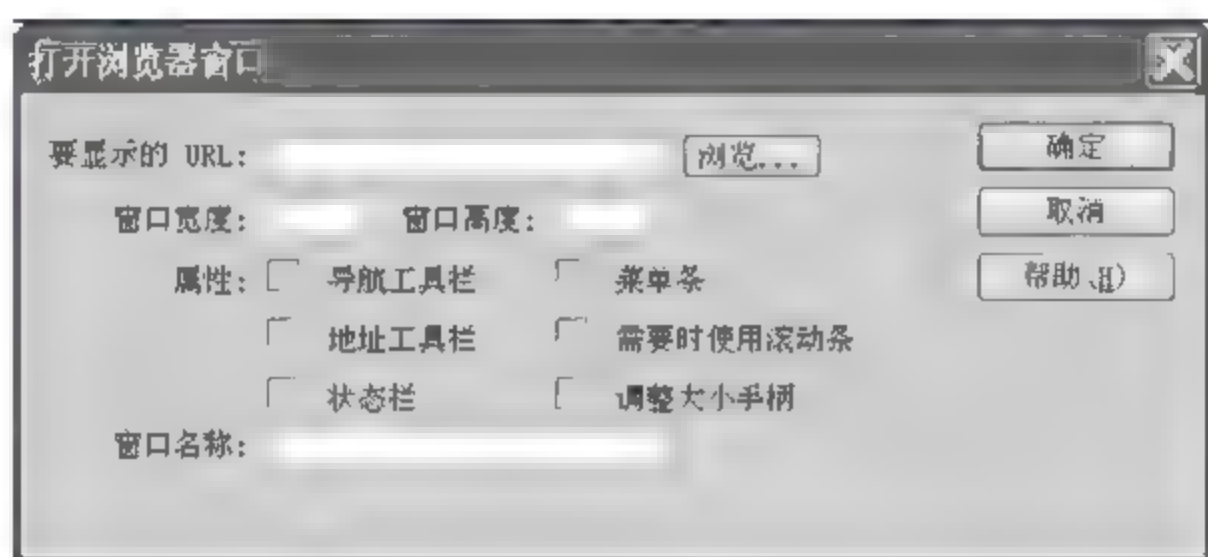 打开浏览器窗口
要显示的 URL: 浏览... 确定
窗口宽度: 窗口高度: 取消
属性: 导航工具栏 菜单条 帮助(H)
地址工具栏 需要时使用滚动条
状态栏 调整大小手柄
窗口名称: